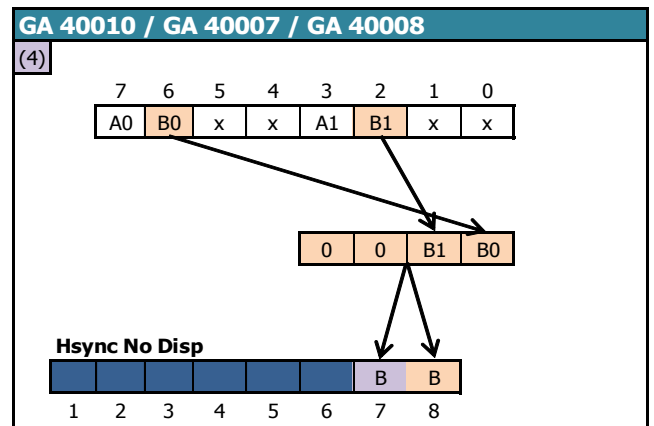 GA 40010 / GA 40007 / GA 40008
(4)
7 6 5 4 3 2 1 0
A0 B0 x x A1 B1 x x
0 0 B1 B0
Hsync No Disp
B B
1 2 3 4 5 6 7 8